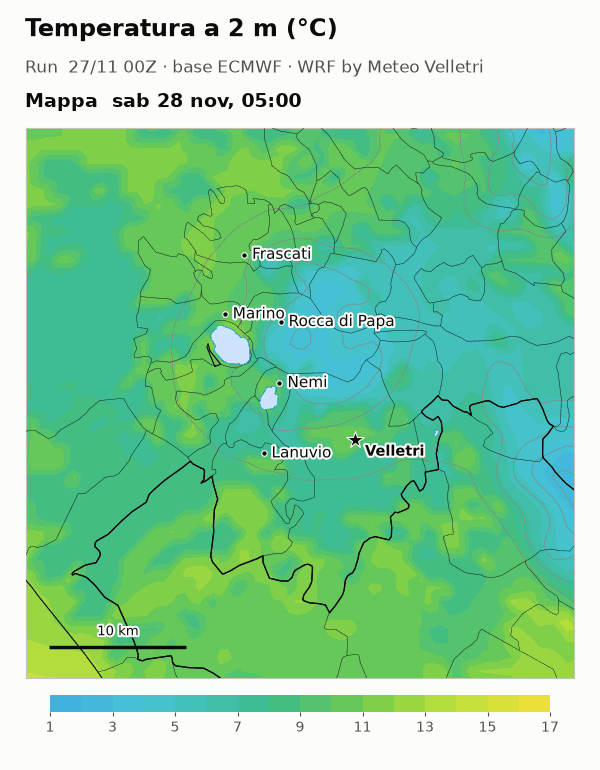 Temperatura a 2 m (°C)
Run  27/11 00Z · base ECMWF · WRF by Meteo Velletri
Mappa  sab 28 nov, 05:00
Frascati
Marino
Rocca di Papa
Nemi
Velletri
Lanuvio
10 km
1 3 5 7 9 11 13 15 17